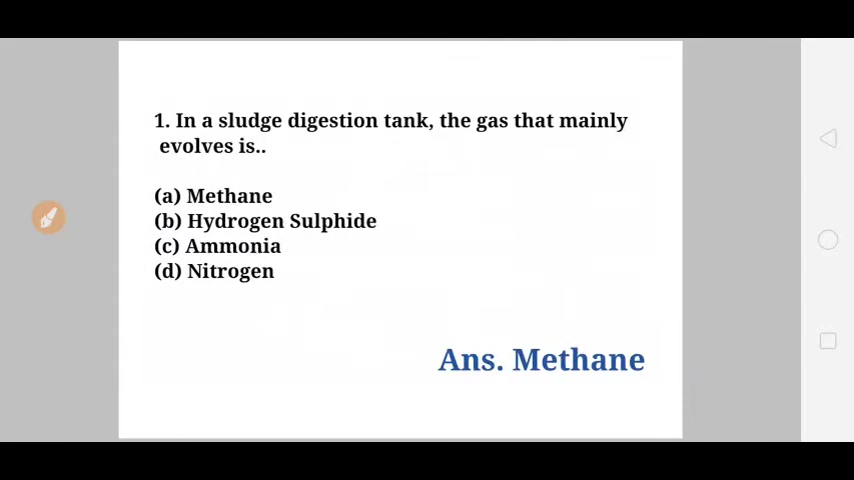 1. In a sludge digestion tank, the gas that mainly
evolves is..
(a) Methane
(b) Hydrogen Sulphide
(c) Ammonia
(d) Nitrogen
Ans. Methane